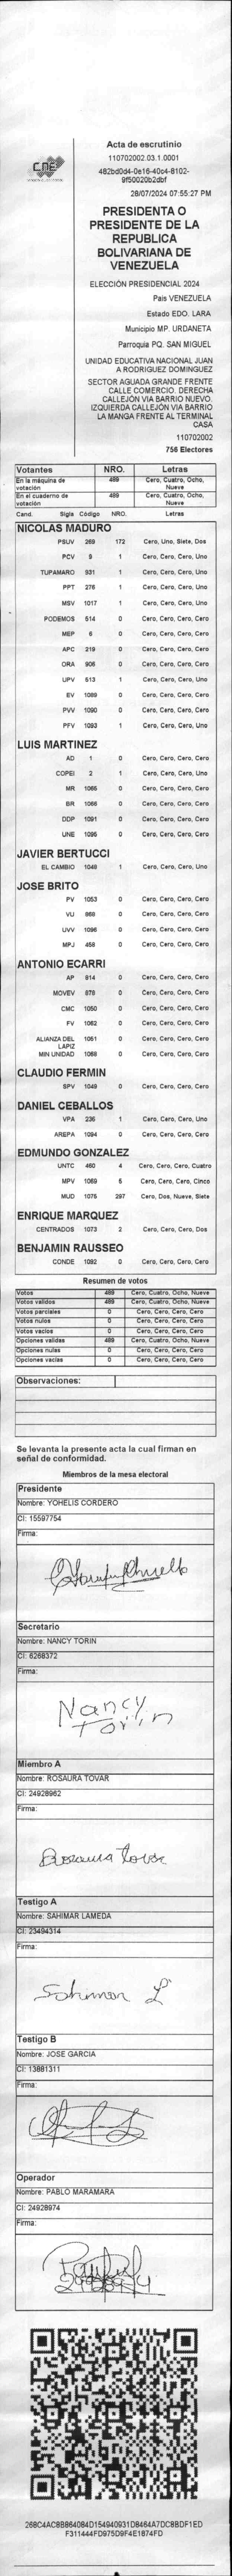 CNE
Acta de escrutinio
110702002.03.1.0001
482bd0d4-0e16-40c4-8102-
9f50020b2dbf
28/07/2024 07:55:27 PM
PRESIDENTA O
PRESIDENTE DE LA
REPUBLICA
BOLIVARIANA DE
VENEZUELA
ELECCIÓN PRESIDENCIAL 2024
Pais VENEZUELA
Estado EDO. LARA
Municipio MP. URDANETA
Parroquia PQ. SAN MIGUEL
UNIDAD EDUCATIVA NACIONAL JUAN
A RODRIGUEZ DOMINGUEZ
SECTOR AGUADA GRANDE FRENTE
CALLE COMERCIO. DERECHA
CALLEJÓN VIA BARRIO NUEVO.
IZQUIERDA CALLEJÓN VIA BARRIO
LA MANGA FRENTE AL TERMINAL
CASA
110702002
756 Electores
Votantes NRO. Letras
En la máquina de votación 489 Cero, Cuatro, Ocho, Nueve
En el cuaderno de votación 489 Cero, Cuatro, Ocho, Nueve
Cand. Sigla Código NRO. Letras
NICOLAS MADURO
PSUV 269 172 Cero, Uno, Siete, Dos
PCV 9 1 Cero, Cero, Cero, Uno
TUPAMARO 931 1 Cero, Cero, Cero, Uno
PPT 276 1 Cero, Cero, Cero, Uno
MSV 1017 1 Cero, Cero, Cero, Uno
PODEMOS 514 0 Cero, Cero, Cero, Cero
MEP 6 0 Cero, Cero, Cero, Cero
APC 219 0 Cero, Cero, Cero, Cero
ORA 906 0 Cero, Cero, Cero, Cero
UPV 513 1 Cero, Cero, Cero, Uno
EV 1089 0 Cero, Cero, Cero, Cero
PVV 1090 0 Cero, Cero, Cero, Cero
PFV 1093 1 Cero, Cero, Cero, Uno
LUIS MARTINEZ
AD 1 0 Cero, Cero, Cero, Cero
COPEI 2 1 Cero, Cero, Cero, Uno
MR 1065 0 Cero, Cero, Cero, Cero
BR 1066 0 Cero, Cero, Cero, Cero
DDP 1091 0 Cero, Cero, Cero, Cero
UNE 1095 0 Cero, Cero, Cero, Cero
JAVIER BERTUCCI
EL CAMBIO 1048 1 Cero, Cero, Cero, Uno
JOSE BRITO
PV 1053 0 Cero, Cero, Cero, Cero
VU 868 0 Cero, Cero, Cero, Cero
UVV 1096 0 Cero, Cero, Cero, Cero
MPJ 458 0 Cero, Cero, Cero, Cero
ANTONIO ECARRI
AP 814 0 Cero, Cero, Cero, Cero
MOVEV 878 0 Cero, Cero, Cero, Cero
CMC 1050 0 Cero, Cero, Cero, Cero
FV 1062 0 Cero, Cero, Cero, Cero
ALIANZA DEL LAPIZ 1061 0 Cero, Cero, Cero, Cero
MIN UNIDAD 1088 0 Cero, Cero, Cero, Cero
CLAUDIO FERMIN
SPV 1049 0 Cero, Cero, Cero, Cero
DANIEL CEBALLOS
VPA 236 1 Cero, Cero, Cero, Uno
AREPA 1094 0 Cero, Cero, Cero, Cero
EDMUNDO GONZALEZ
UNTC 460 4 Cero, Cero, Cero, Cuatro
MPV 1069 5 Cero, Cero, Cero, Cinco
MUD 1075 297 Cero, Dos, Nueve, Siete
ENRIQUE MARQUEZ
CENTRADOS 1073 2 Cero, Cero, Cero, Dos
BENJAMIN RAUSSEO
CONDE 1092 0 Cero, Cero, Cero, Cero
Resumen de votos
Votos 489 Cero, Cuatro, Ocho, Nueve
Votos validos 489 Cero, Cuatro, Ocho, Nueve
Votos parciales 0 Cero, Cero, Cero, Cero
Votos nulos 0 Cero, Cero, Cero, Cero
Votos vacios 0 Cero, Cero, Cero, Cero
Opciones validas 489 Cero, Cuatro, Ocho, Nueve
Opciones nulas 0 Cero, Cero, Cero, Cero
Opciones vacias 0 Cero, Cero, Cero, Cero
Observaciones:
Se levanta la presente acta la cual firman en
señal de conformidad.
Miembros de la mesa electoral
Presidente
Nombre: YOHELIS CORDERO
CI: 15597754
Firma:
Secretario
Nombre: NANCY TORIN
CI: 6268372
Firma:
Nancy
Torin
Miembro A
Nombre: ROSAURA TOVAR
CI: 24928962
Firma:
Rosaura Tovar
Testigo A
Nombre: SAHIMAR LAMEDA
CI: 23494314
Firma:
Sahimar L
Testigo B
Nombre: JOSE GARCIA
CI: 13881311
Firma:
Operador
Nombre: PABLO MARAMARA
CI: 24928974
Firma:
268C4AC8B864084D154940931D8464A7DC8BDF1ED
F311444FD975D9F4E1874FD